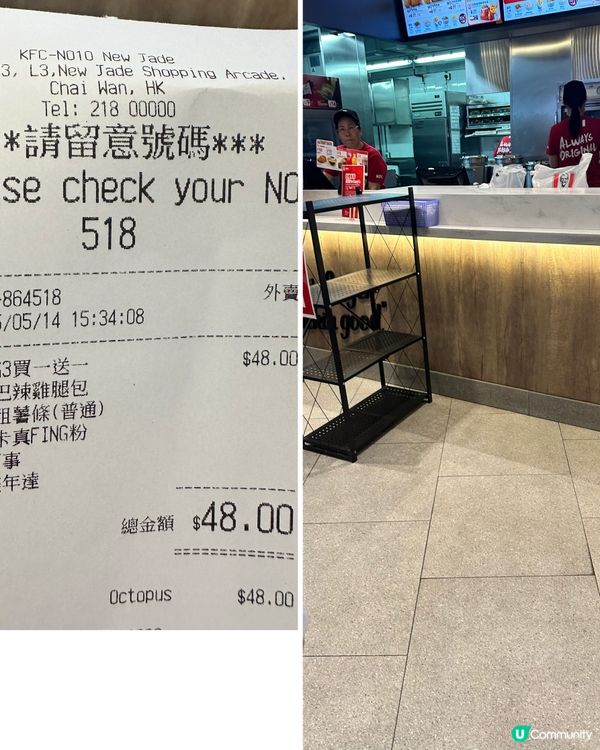 KFC-N010 New Jade
3, L3,New Jade Shopping Arcade.
Chai Wan, HK
Tel: 218 00000
*請留意號碼***
se check your NO
518
-864518
外賣
5/05/14 15:34:08
3買一送一
$48.00
巴辣雞腿包
薯條(普通)
卡真FING粉
事
年達
總金額 $48.00
Octopus $48.00
good"
ALWAYS
ORIGINAL
KFC
U Community